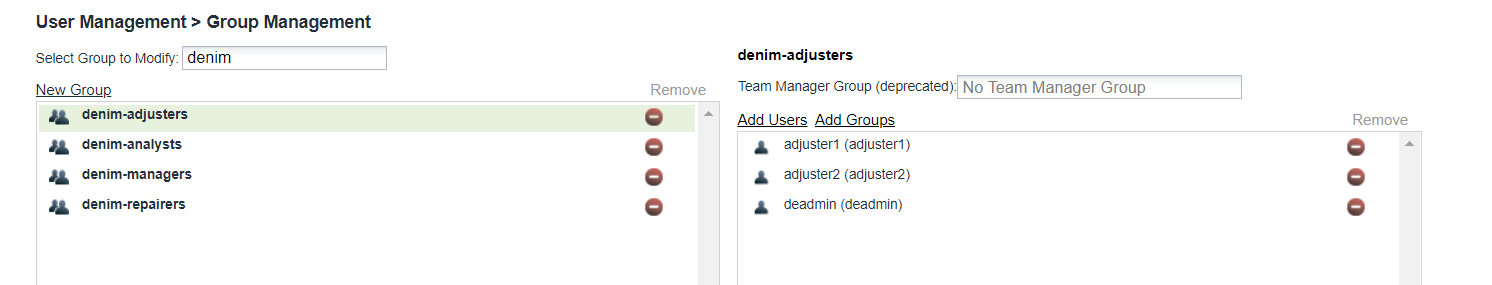 User Management > Group Management
Select Group to Modify: denim
New Group Remove
denim-adjusters
denim-analysts
denim-managers
denim-repairers
denim-adjusters
Team Manager Group (deprecated): No Team Manager Group
Add Users Add Groups Remove
adjuster1 (adjuster1)
adjuster2 (adjuster2)
deadmin (deadmin)